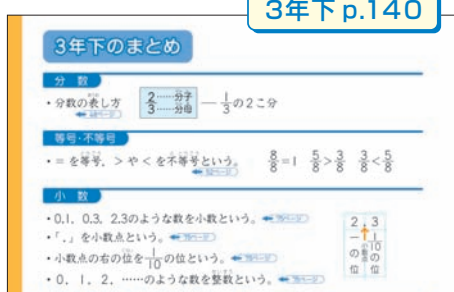 3年下 p.140
3年下のまとめ
分 数
・分数の表し方 2……分子 3……分母 — 1/3の2こ分
等号・不等号
・= を等号，> や < を不等号という。 8/8=1 5/8>3/8 3/8<5/8
小 数
・0.1，0.3，2.3のような数を小数という。
・「.」を小数点という。
・小数点の右の位を1/10の位という。
・0，1，2，……のような数を整数という。
2.3
一の位
小数点
1/10の位